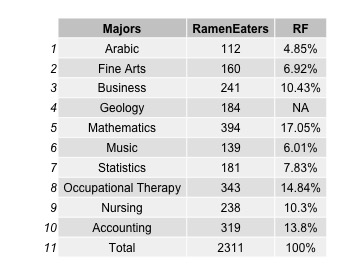 Majors RamenEaters RF
1 Arabic 112 4.85%
2 Fine Arts 160 6.92%
3 Business 241 10.43%
4 Geology 184 NA
5 Mathematics 394 17.05%
6 Music 139 6.01%
7 Statistics 181 7.83%
8 Occupational Therapy 343 14.84%
9 Nursing 238 10.3%
10 Accounting 319 13.8%
11 Total 2311 100%